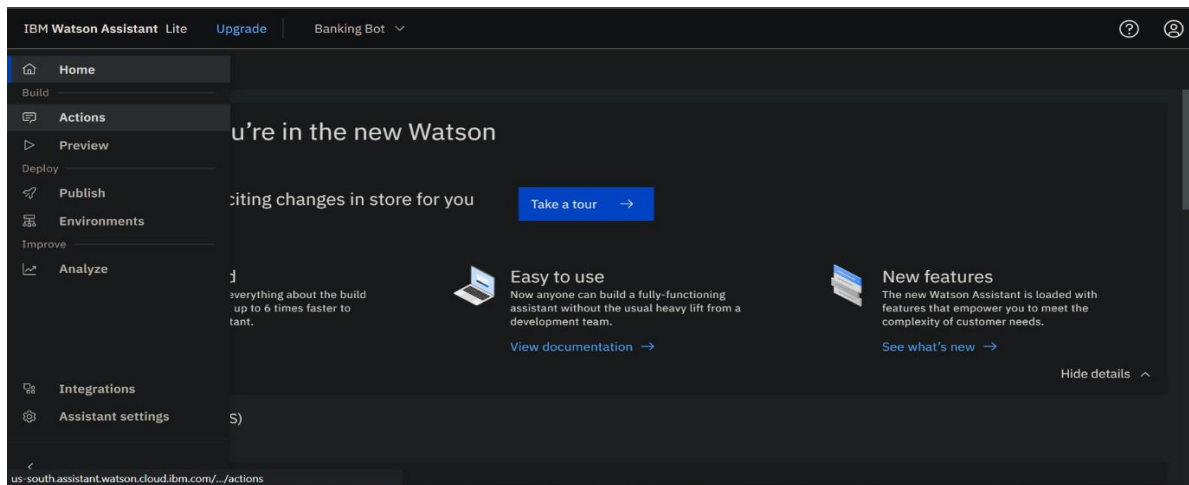 IBM Watson Assistant Lite Upgrade Banking Bot
Home
Build
Actions
Preview
Deploy
Publish
Environments
Improve
Analyze
Integrations
Assistant settings
u're in the new Watson
citing changes in store for you
Take a tour →
d
everything about the build
up to 6 times faster to
tant.
Easy to use
Now anyone can build a fully-functioning
assistant without the usual heavy lift from a
development team.
View documentation →
New features
The new Watson Assistant is loaded with
features that empower you to meet the
complexity of customer needs.
See what's new →
Hide details
S)
us-south.assistant.watson.cloud.ibm.com/.../actions